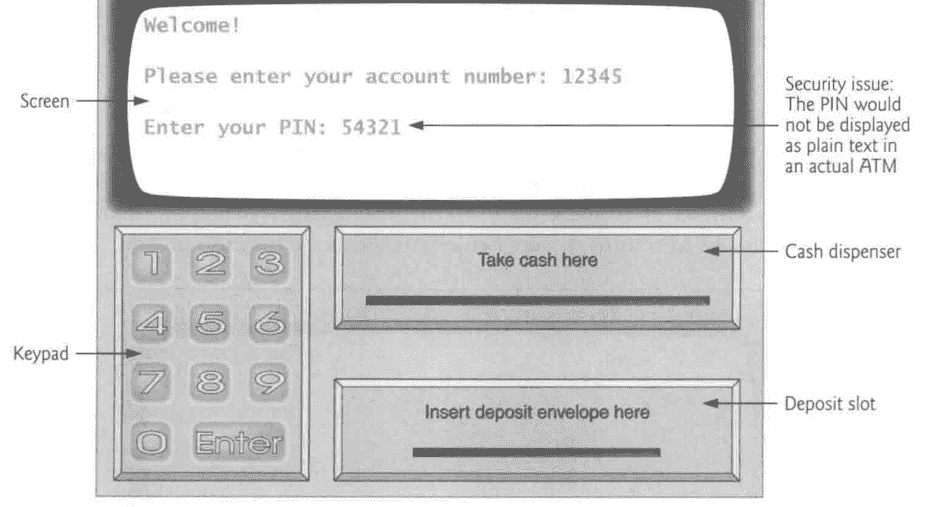 Welcome!
Please enter your account number: 12345
Screen
Enter your PIN: 54321
Security issue:
The PIN would
not be displayed
as plain text in
an actual ATM
1 2 3
4 5 6
7 8 9
0 Enter
Keypad
Take cash here
Cash dispenser
Insert deposit envelope here
Deposit slot